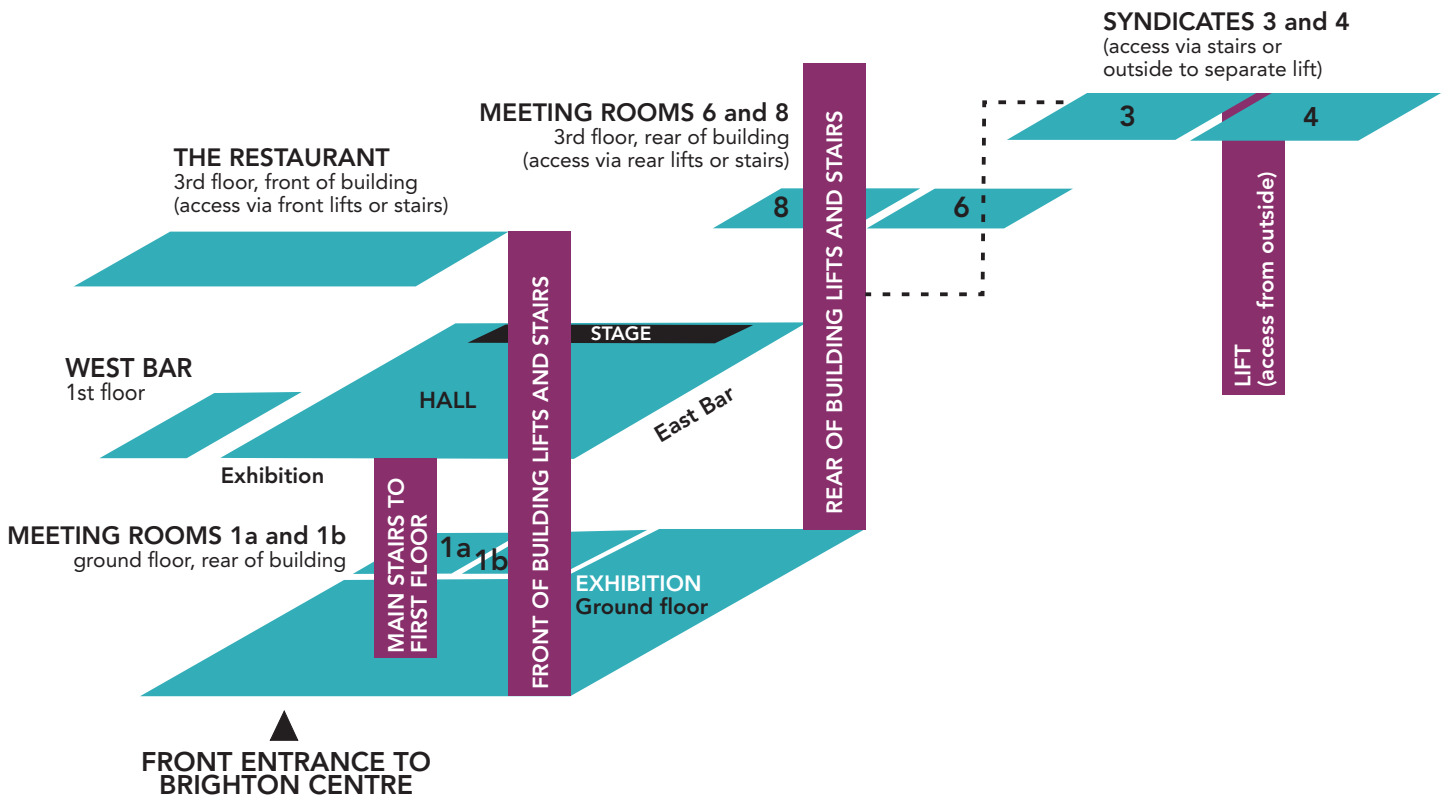 SYNDICATES 3 and 4
(access via stairs or
outside to separate lift)
3
4
MEETING ROOMS 6 and 8
3rd floor, rear of building
(access via rear lifts or stairs)
8
6
THE RESTAURANT
3rd floor, front of building
(access via front lifts or stairs)
REAR OF BUILDING LIFTS AND STAIRS
LIFT
(access from outside)
FRONT OF BUILDING LIFTS AND STAIRS
STAGE
WEST BAR
1st floor
HALL
East Bar
Exhibition
MAIN STAIRS TO
FIRST FLOOR
MEETING ROOMS 1a and 1b
ground floor, rear of building
1a
1b
EXHIBITION
Ground floor
FRONT ENTRANCE TO
BRIGHTON CENTRE